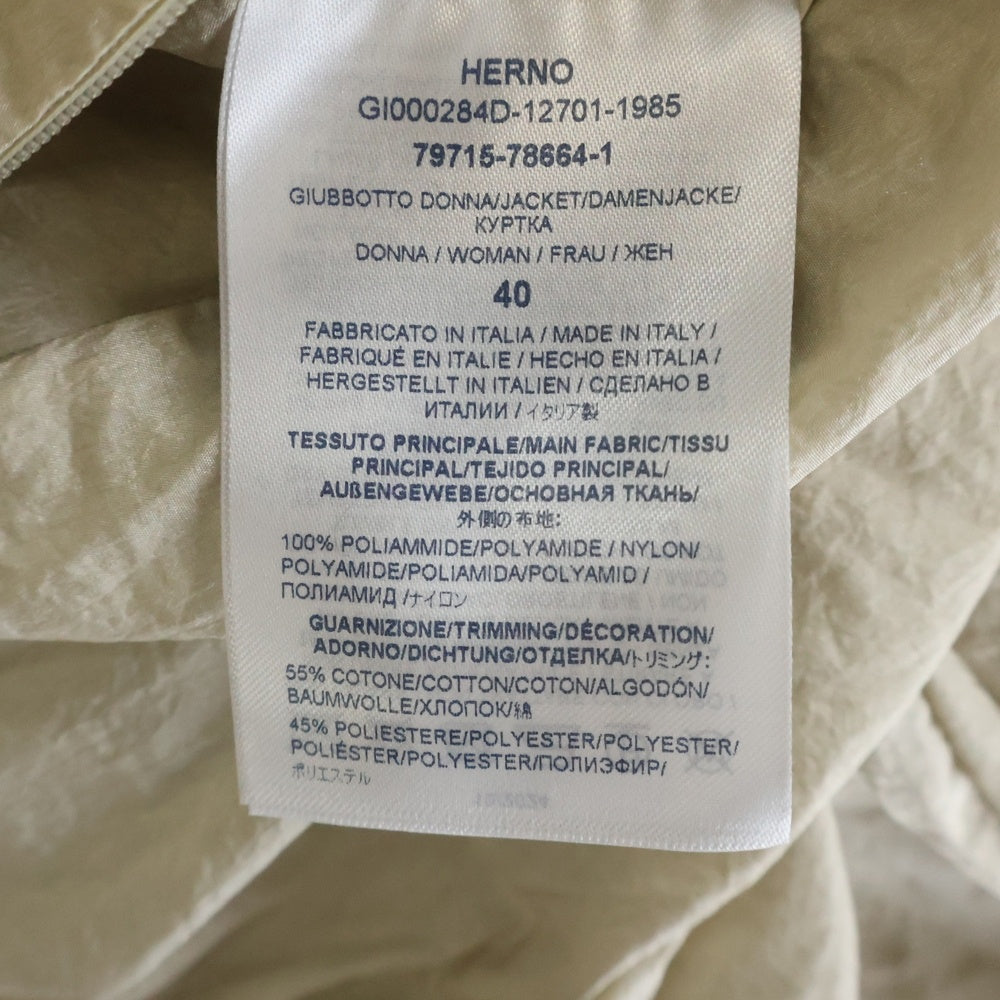 HERNO
GI000284D-12701-1985
79715-78664-1
GIUBBOTTO DONNA/JACKET/DAMENJACKE/
КУРТКА
DONNA / WOMAN / FRAU / ЖЕН
40
FABBRICATO IN ITALIA / MADE IN ITALY /
FABRIQUÉ EN ITALIE / HECHO EN ITALIA /
HERGESTELLT IN ITALIEN / СДЕЛАНО В
ИТАЛИИ / イタリア製
TESSUTO PRINCIPALE/MAIN FABRIC/TISSU
PRINCIPAL/TEJIDO PRINCIPAL/
AUßENGEWEBE/ОСНОВНАЯ ТКАНЬ/
外側の布地:
100% POLIAMMIDE/POLYAMIDE / NYLON/
POLYAMIDE/POLIAMIDA/POLYAMID /
ПОЛИАМИД /ナイロン
GUARNIZIONE/TRIMMING/DÉCORATION/
ADORNO/DICHTUNG/ОТДЕЛКА/トリミング:
55% COTONE/COTTON/COTON/ALGODÓN/
BAUMWOLLE/ХЛОПОК/綿
45% POLIESTERE/POLYESTER/POLYESTER/
POLIÉSTER/POLYESTER/ПОЛИЭФИР/
ポリエステル